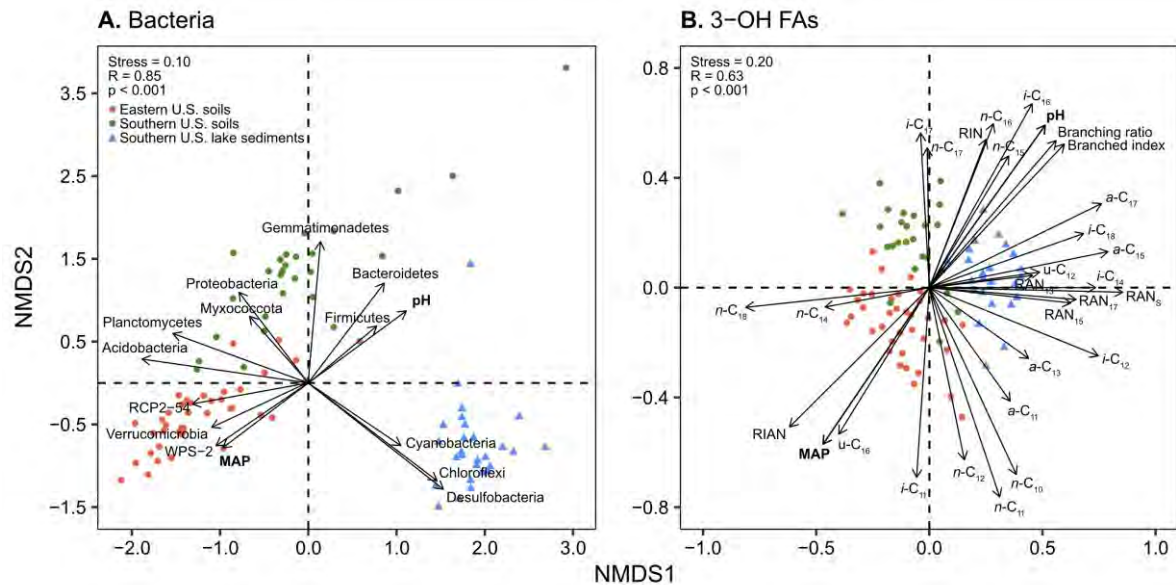 A. Bacteria
Stress = 0.10
R = 0.85
p < 0.001
Eastern U.S. soils
Southern U.S. soils
Southern U.S. lake sediments
3.5
2.5
1.5
0.5
−0.5
−1.5
NMDS2
Gemmatimonadetes
Bacteroidetes
Proteobacteria
pH
Myxococcota
Firmicutes
Planctomycetes
Acidobacteria
RCP2−54
Verrucomicrobia
WPS−2
MAP
Cyanobacteria
Chloroflexi
Desulfobacteria
−2.0
−1.0
0.0
1.0
2.0
3.0
B. 3−OH FAs
Stress = 0.20
R = 0.63
p < 0.001
0.8
0.4
0.0
−0.4
−0.8
i-C16
n-C16
pH
i-C17
RIN
n-C17
n-C15
Branching ratio
Branched index
a-C17
i-C18
a-C15
u-C12
RAN13
i-C14
RANS
RAN17
RAN15
n-C18
n-C14
i-C12
a-C13
a-C11
RIAN
MAP
u-C16
n-C12
i-C11
n-C10
n-C11
−1.0
−0.5
0.0
0.5
1.0
NMDS1